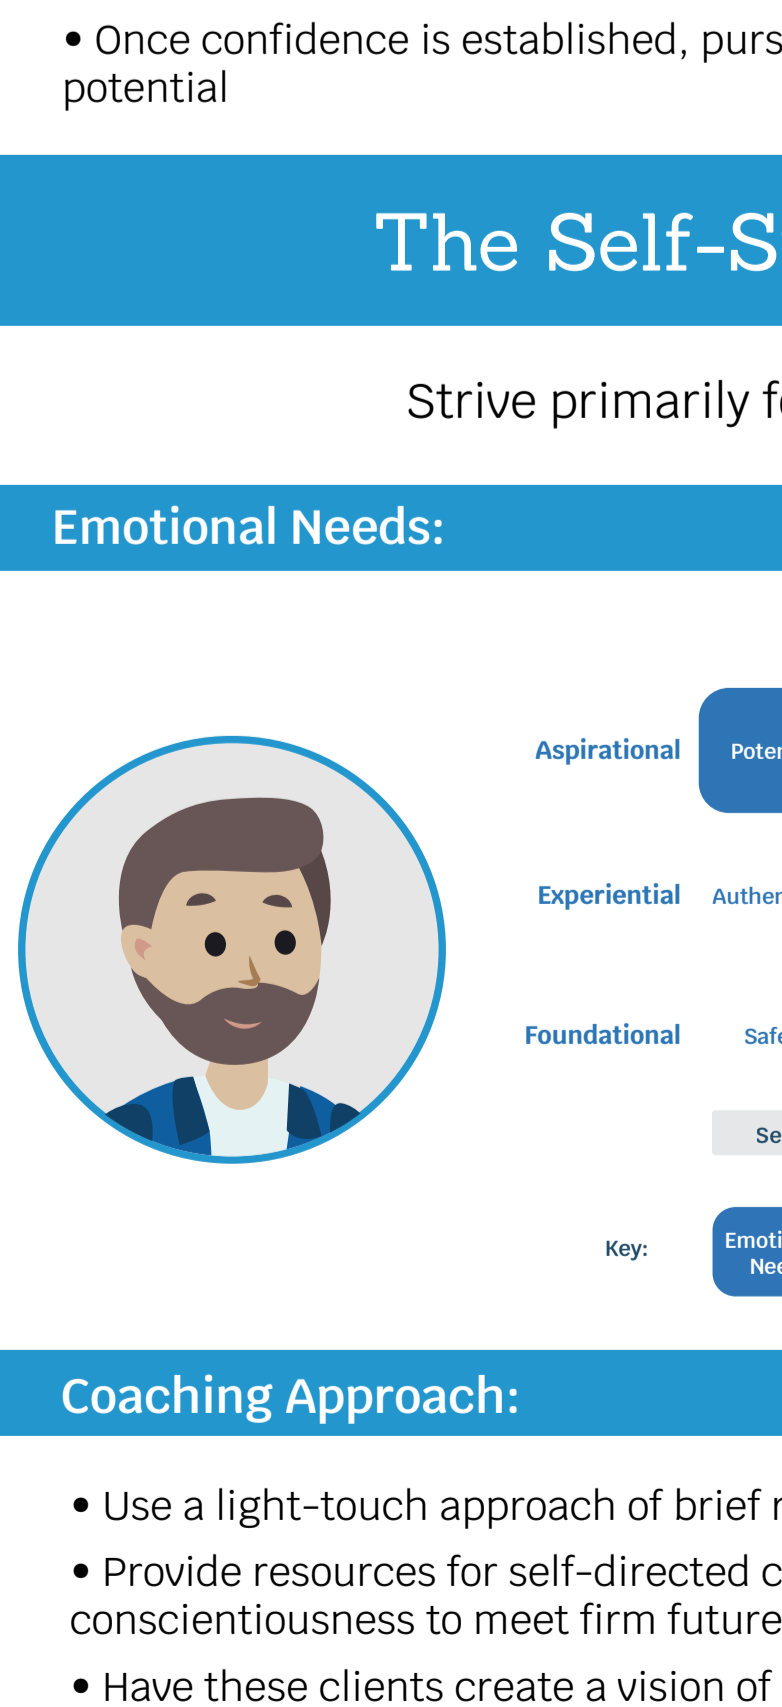 • Once confidence is established,
potential
The
Strive primarily
Emotional Needs:
Aspirational
Experiential
Foundational
Key:
Coaching Approach:
• Use a light-touch approach of brief
• Provide resources for self-directed
conscientiousness to meet firm future
• Have these clients create a vision of